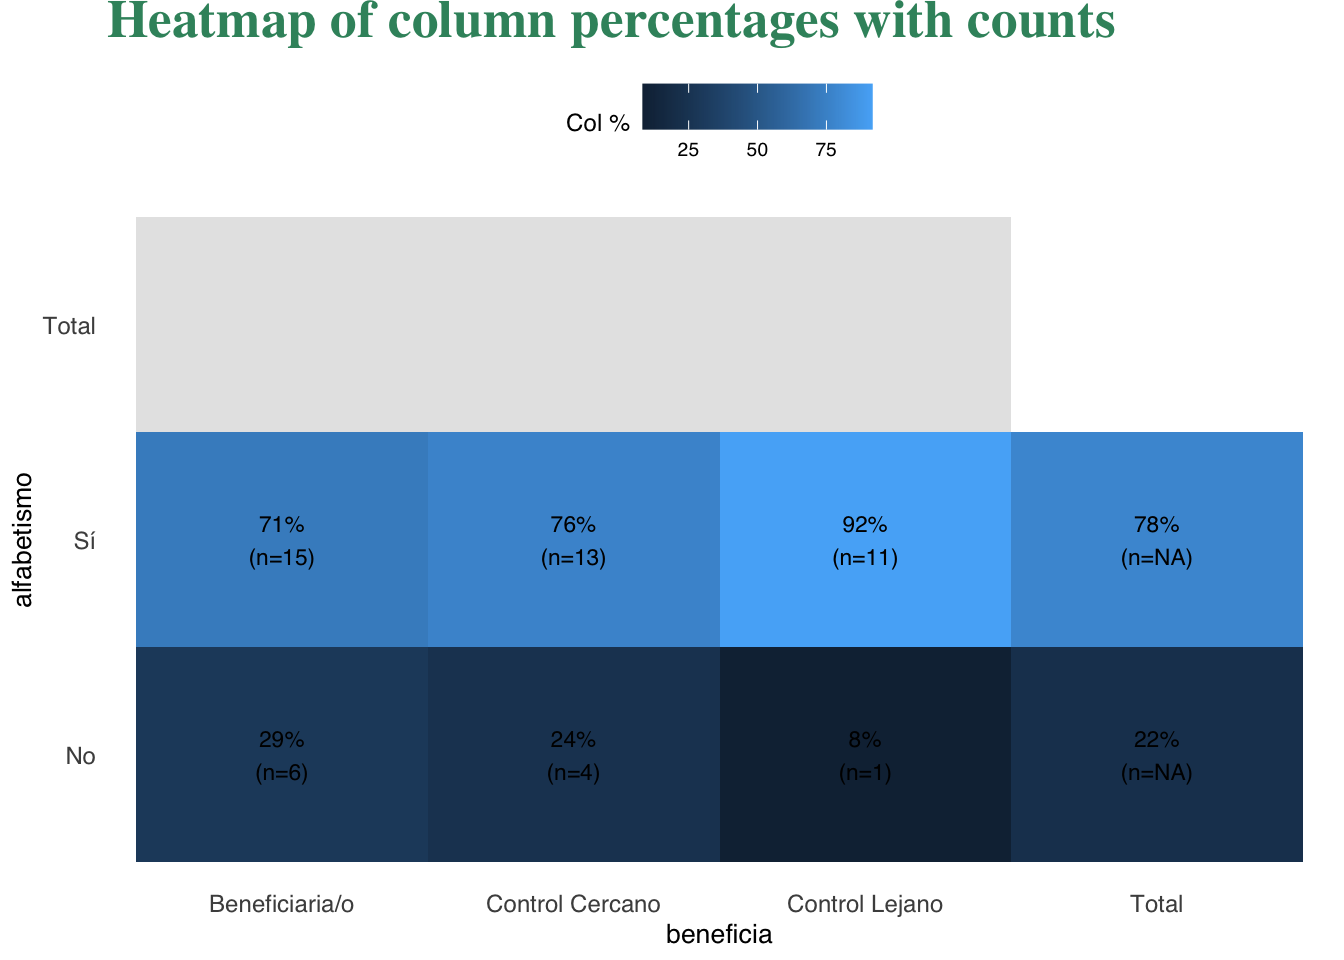 Heatmap of column percentages with counts
Col %
25 50 75
Total
alfabetismo
Sí
71% 76% 92% 78%
(n=15) (n=13) (n=11) (n=NA)
No
29% 24% 8% 22%
(n=6) (n=4) (n=1) (n=NA)
Beneficiaria/o Control Cercano Control Lejano Total
beneficia